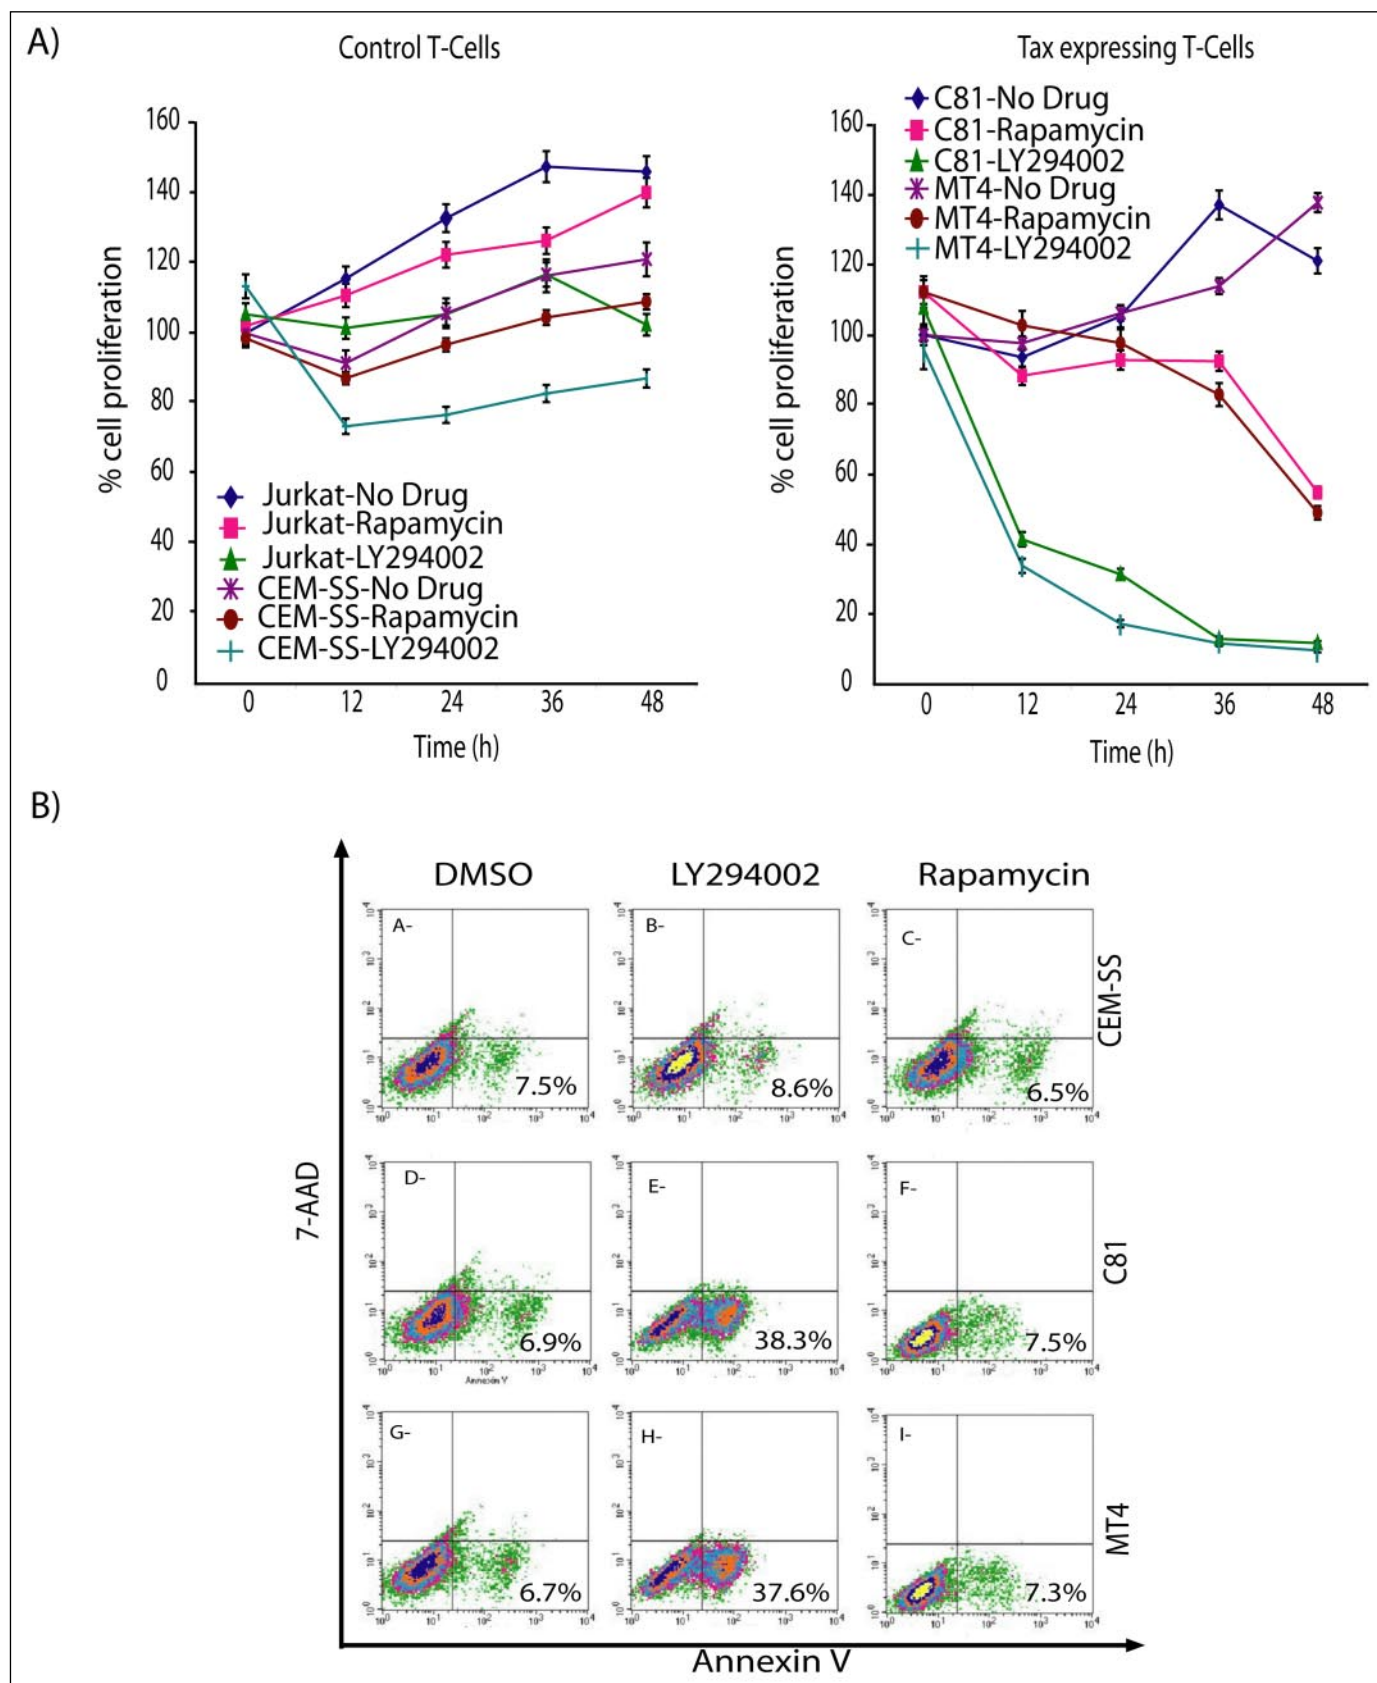 A)
Control T-Cells
Tax expressing T-Cells
% cell proliferation
160
140
120
100
80
60
40
20
0
Jurkat-No Drug
Jurkat-Rapamycin
Jurkat-LY294002
CEM-SS-No Drug
CEM-SS-Rapamycin
CEM-SS-LY294002
0 12 24 36 48
Time (h)
C81-No Drug
C81-Rapamycin
C81-LY294002
MT4-No Drug
MT4-Rapamycin
MT4-LY294002
% cell proliferation
160
140
120
100
80
60
40
20
0
0 12 24 36 48
Time (h)
B)
DMSO LY294002 Rapamycin
A-
7.5%
B-
8.6%
C-
6.5%
CEM-SS
7-AAD
D-
6.9%
Annexin V
E-
38.3%
F-
7.5%
C81
G-
6.7%
H-
37.6%
I-
7.3%
MT4
Annexin V